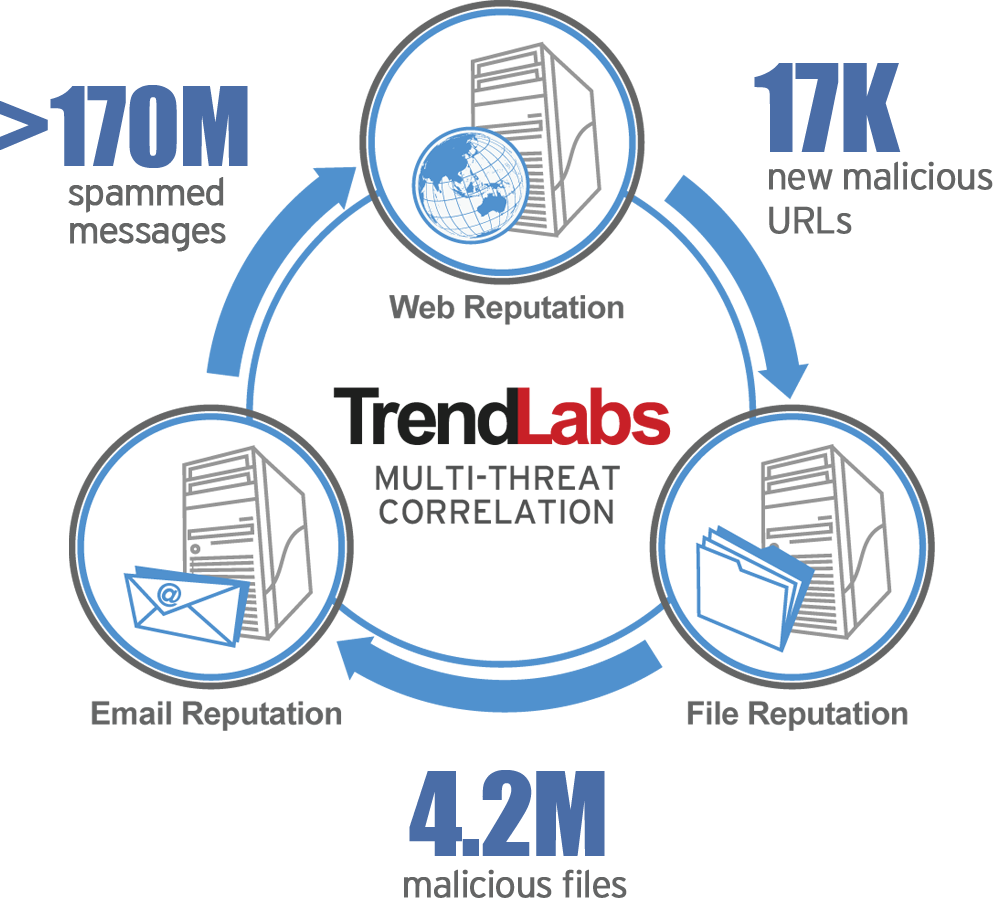 >170M
spammed
messages
17K
new malicious
URLs
Web Reputation
TrendLabs
MULTI-THREAT
CORRELATION
@
Email Reputation
File Reputation
4.2M
malicious files